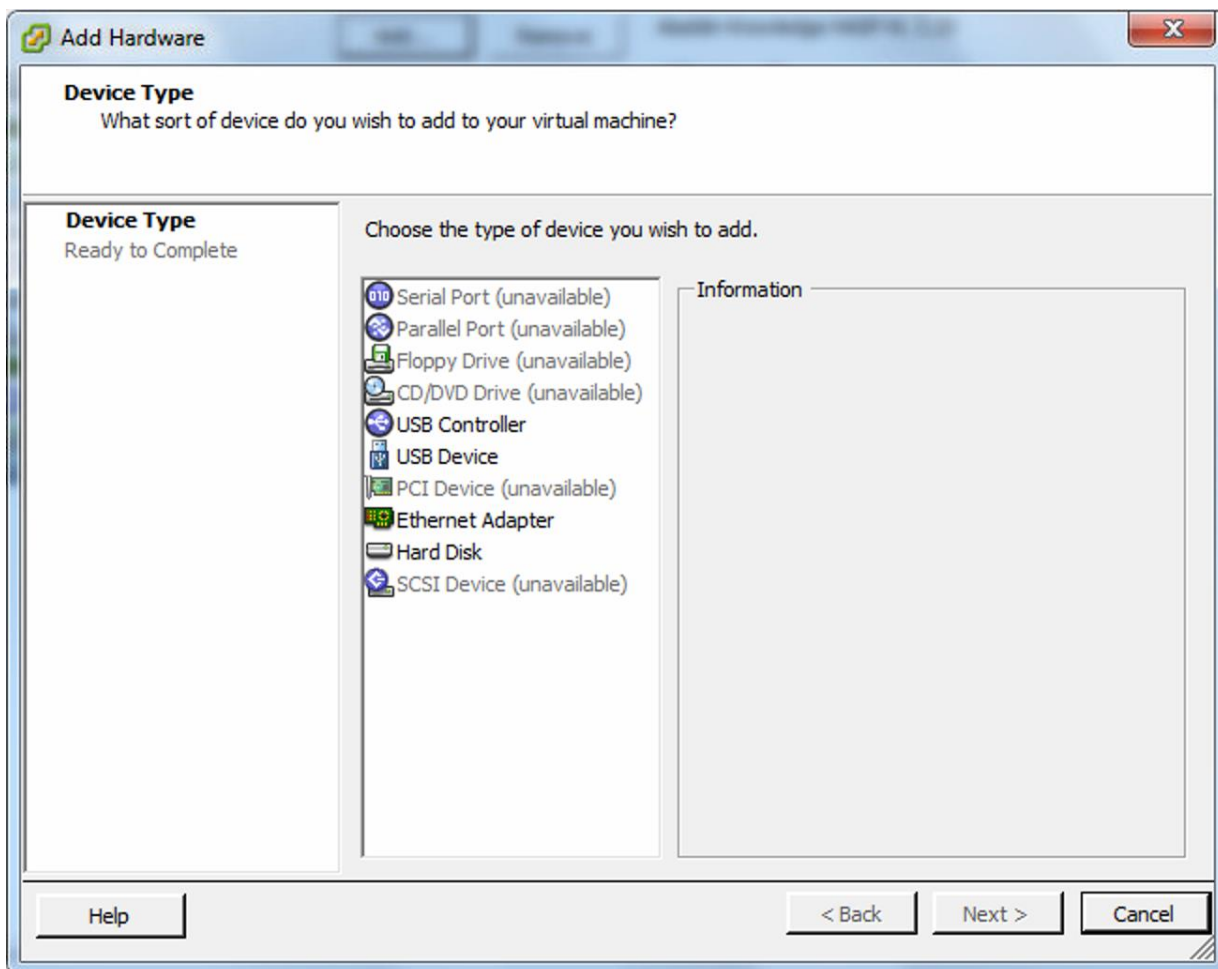 Add Hardware
Device Type
What sort of device do you wish to add to your virtual machine?
Device Type
Ready to Complete
Choose the type of device you wish to add.
Serial Port (unavailable)
Parallel Port (unavailable)
Floppy Drive (unavailable)
CD/DVD Drive (unavailable)
USB Controller
USB Device
PCI Device (unavailable)
Ethernet Adapter
Hard Disk
SCSI Device (unavailable)
Information
Help
< Back
Next >
Cancel